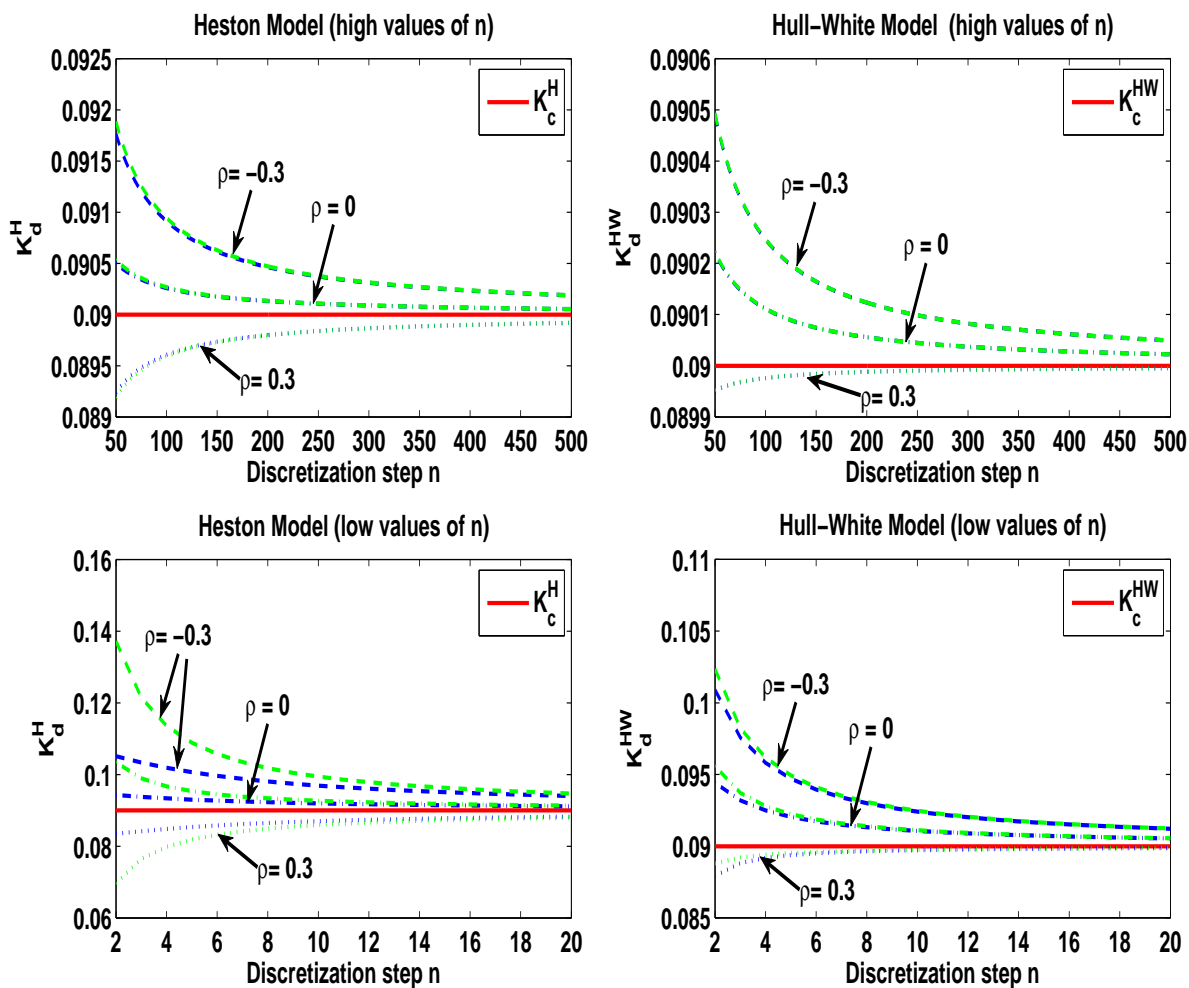 Heston Model (high values of n)
0.0925
0.092
0.0915
0.091
0.0905
0.09
0.0895
0.089
K_d^H
K_c^H
ρ= −0.3
ρ = 0
ρ= 0.3
50 100 150 200 250 300 350 400 450 500
Discretization step n
Hull−White Model (high values of n)
0.0906
0.0905
0.0904
0.0903
0.0902
0.0901
0.09
0.0899
K_d^HW
K_c^HW
ρ= −0.3
ρ = 0
ρ= 0.3
50 100 150 200 250 300 350 400 450 500
Discretization step n
Heston Model (low values of n)
0.16
0.14
0.12
0.1
0.08
0.06
K_d^H
K_c^H
ρ= −0.3
ρ = 0
ρ= 0.3
2 4 6 8 10 12 14 16 18 20
Discretization step n
Hull−White Model (low values of n)
0.11
0.105
0.1
0.095
0.09
0.085
K_d^HW
K_c^HW
ρ= −0.3
ρ = 0
ρ= 0.3
2 4 6 8 10 12 14 16 18 20
Discretization step n